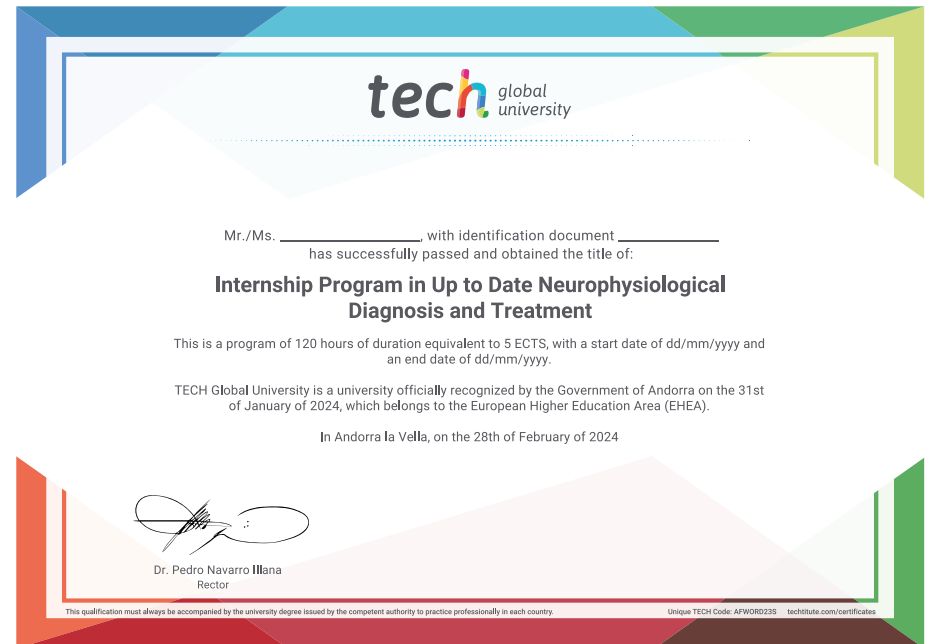 tech global
university
Mr./Ms. ____________________, with identification document ______________
has successfully passed and obtained the title of:
Internship Program in Up to Date Neurophysiological
Diagnosis and Treatment
This is a program of 120 hours of duration equivalent to 5 ECTS, with a start date of dd/mm/yyyy and
an end date of dd/mm/yyyy.
TECH Global University is a university officially recognized by the Government of Andorra on the 31st
of January of 2024, which belongs to the European Higher Education Area (EHEA).
In Andorra la Vella, on the 28th of February of 2024
Dr. Pedro Navarro Illana
Rector
This qualification must always be accompanied by the university degree issued by the competent authority to practice professionally in each country.
Unique TECH Code: AFWORD23S techtitute.com/certificates